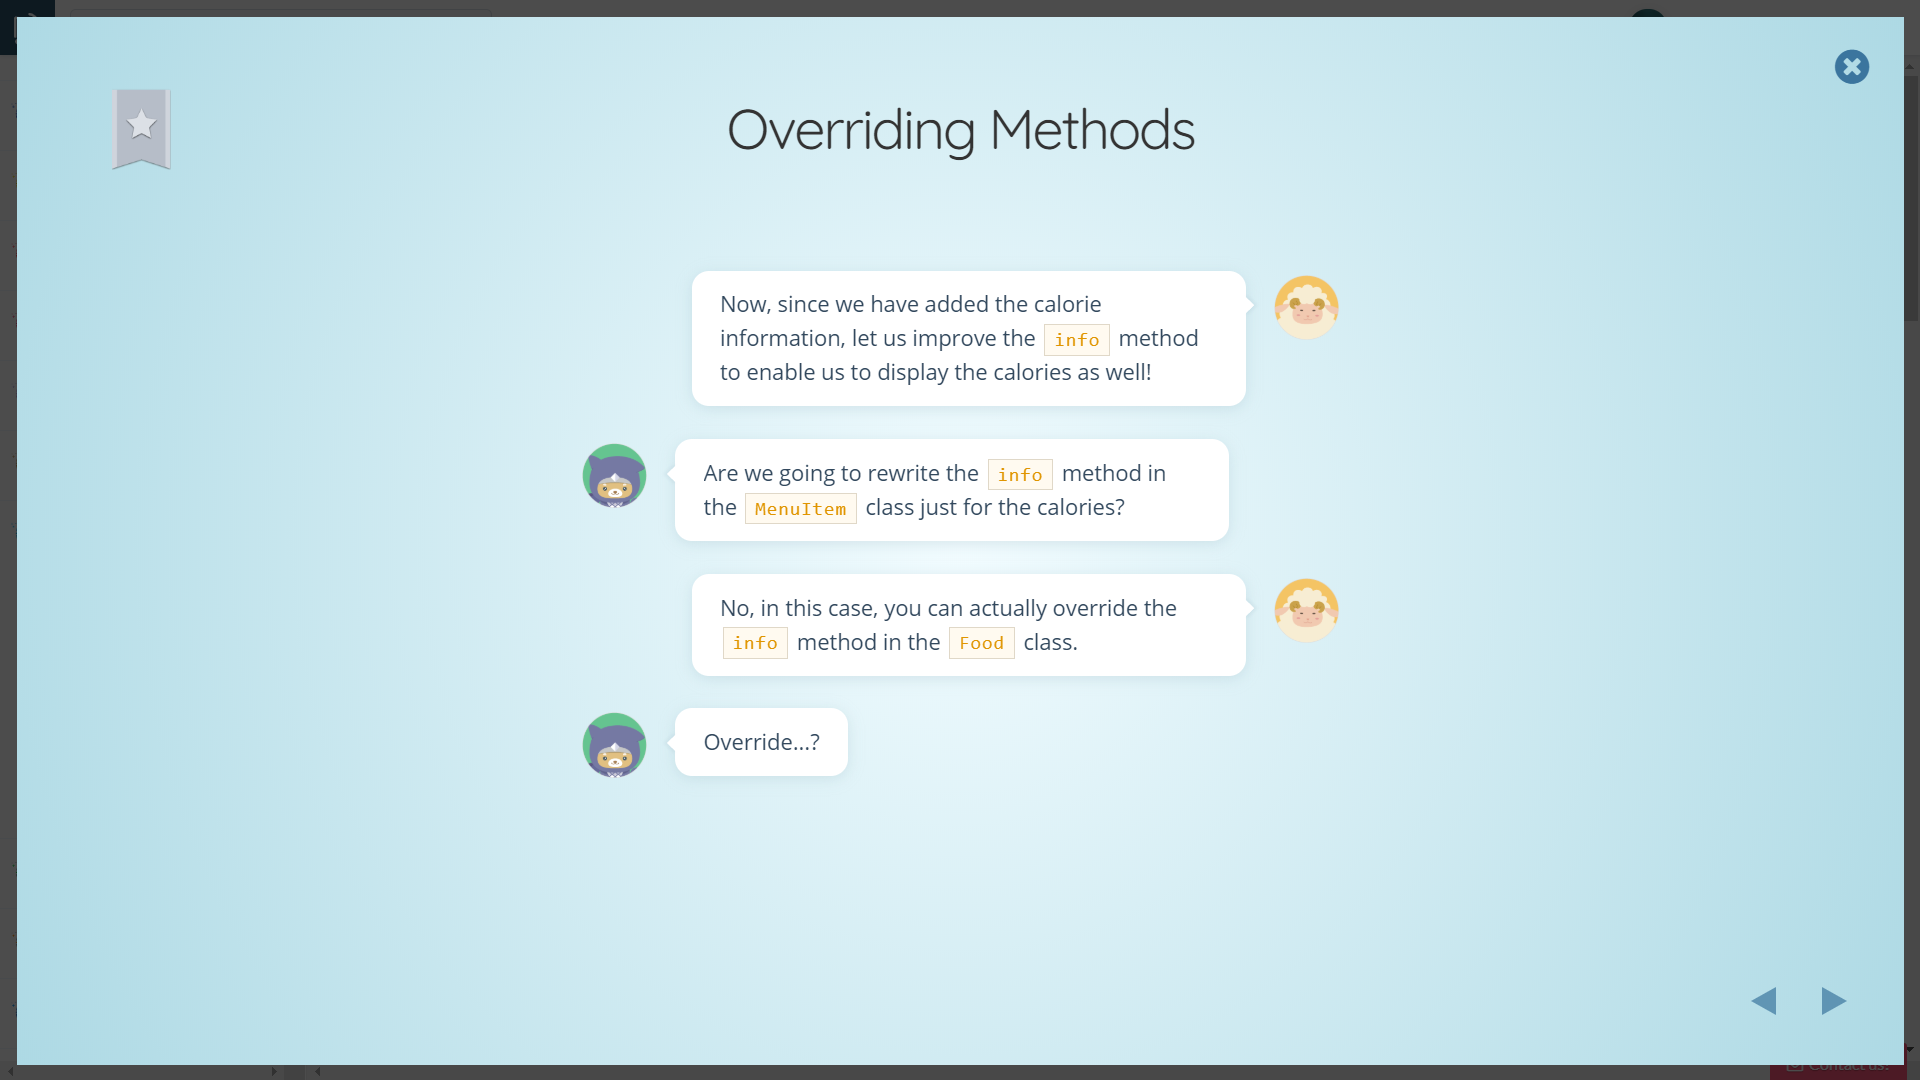 Overriding Methods
Now, since we have added the calorie
information, let us improve the info method
to enable us to display the calories as well!
Are we going to rewrite the info method in
the MenuItem class just for the calories?
No, in this case, you can actually override the
info method in the Food class.
Override...?
Contact us!